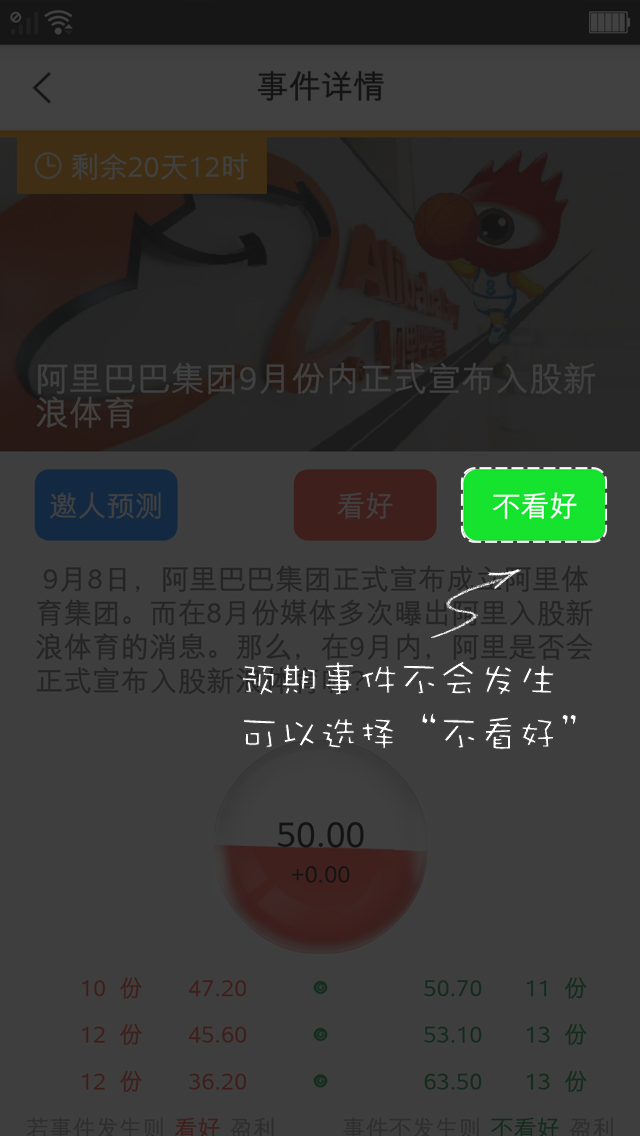 事件详情
剩余20天12时
Alibaba
阿里巴巴集团9月份内正式宣布入股新
浪体育
邀人预测
看好
不看好
9月8日，阿里巴巴集团正式宣布成立阿里体
育集团。而在8月份媒体多次曝出阿里入股新
浪体育的消息。那么，在9月内，阿里是否会
正式宣布入股新浪体育
预期事件不会发生
可以选择“不看好”
50.00
+0.00
10 份 47.20 50.70 11 份
12 份 45.60 53.10 13 份
12 份 36.20 63.50 13 份
若事件发生则 看好 盈利 事件不发生则 不看好 盈利